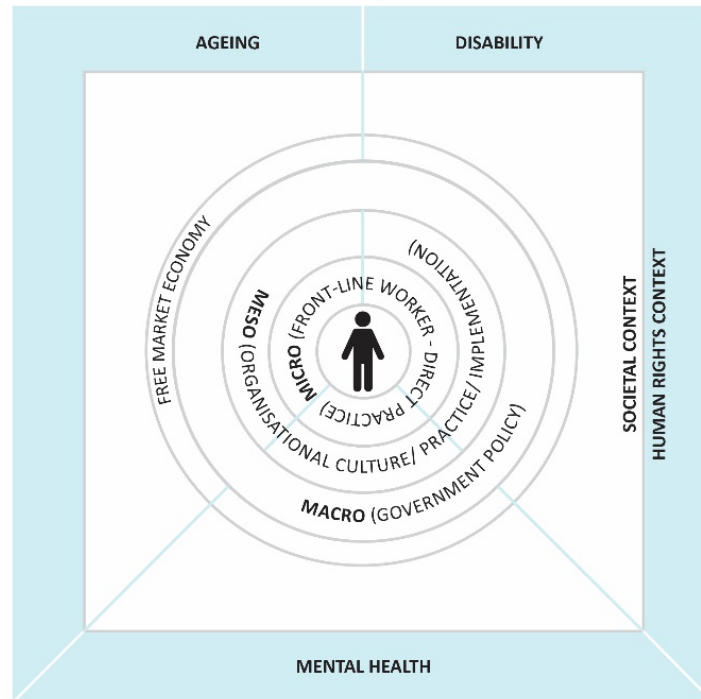 AGEING
DISABILITY
FREE MARKET ECONOMY
MESO (ORGANISATIONAL CULTURE/ PRACTICE/ IMPLEMENTATION)
MICRO (FRONT-LINE WORKER - DIRECT PRACTICE)
MACRO (GOVERNMENT POLICY)
SOCIETAL CONTEXT
HUMAN RIGHTS CONTEXT
MENTAL HEALTH